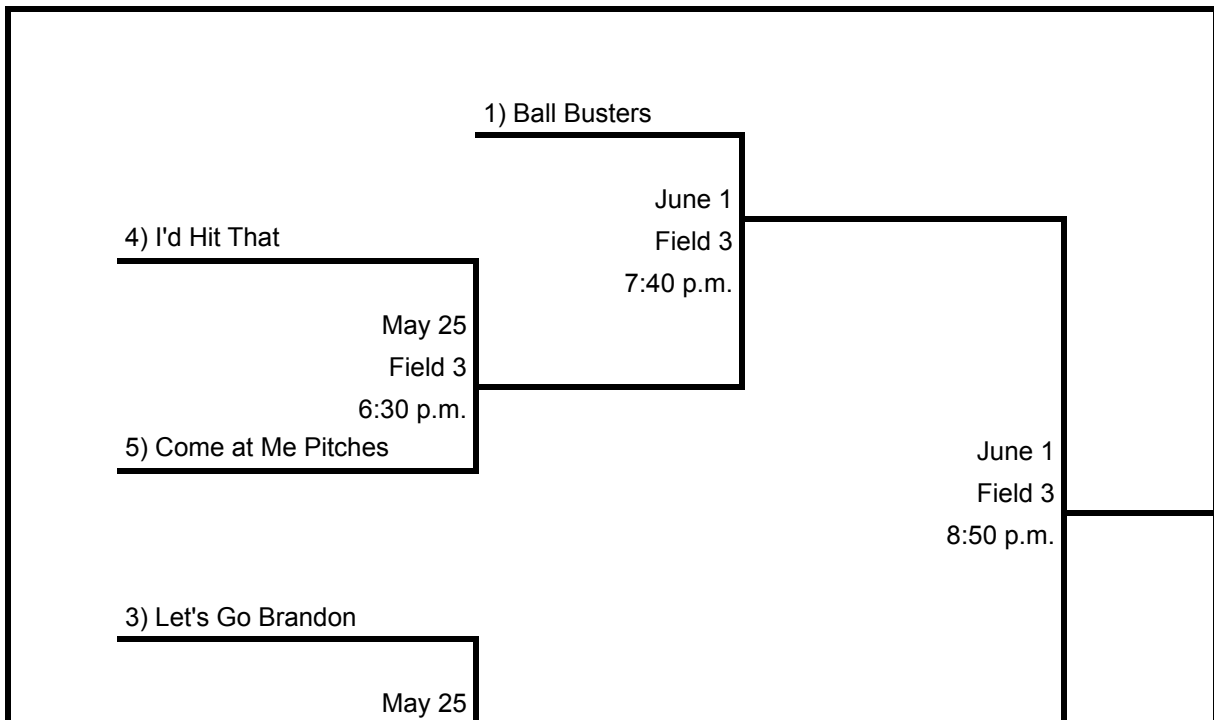 1) Ball Busters
June 1
Field 3
7:40 p.m.
4) I'd Hit That
May 25
Field 3
6:30 p.m.
5) Come at Me Pitches
June 1
Field 3
8:50 p.m.
3) Let's Go Brandon
May 25